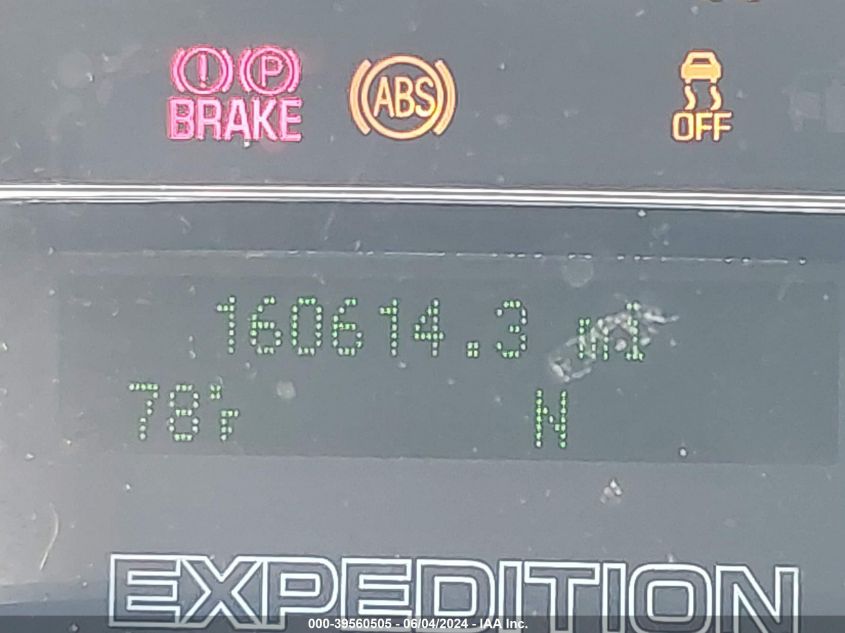 ! P
BRAKE
ABS
OFF
160614.3 mi
78°F N
EXPEDITION
000-39560505 - 06/04/2024 - IAA Inc.